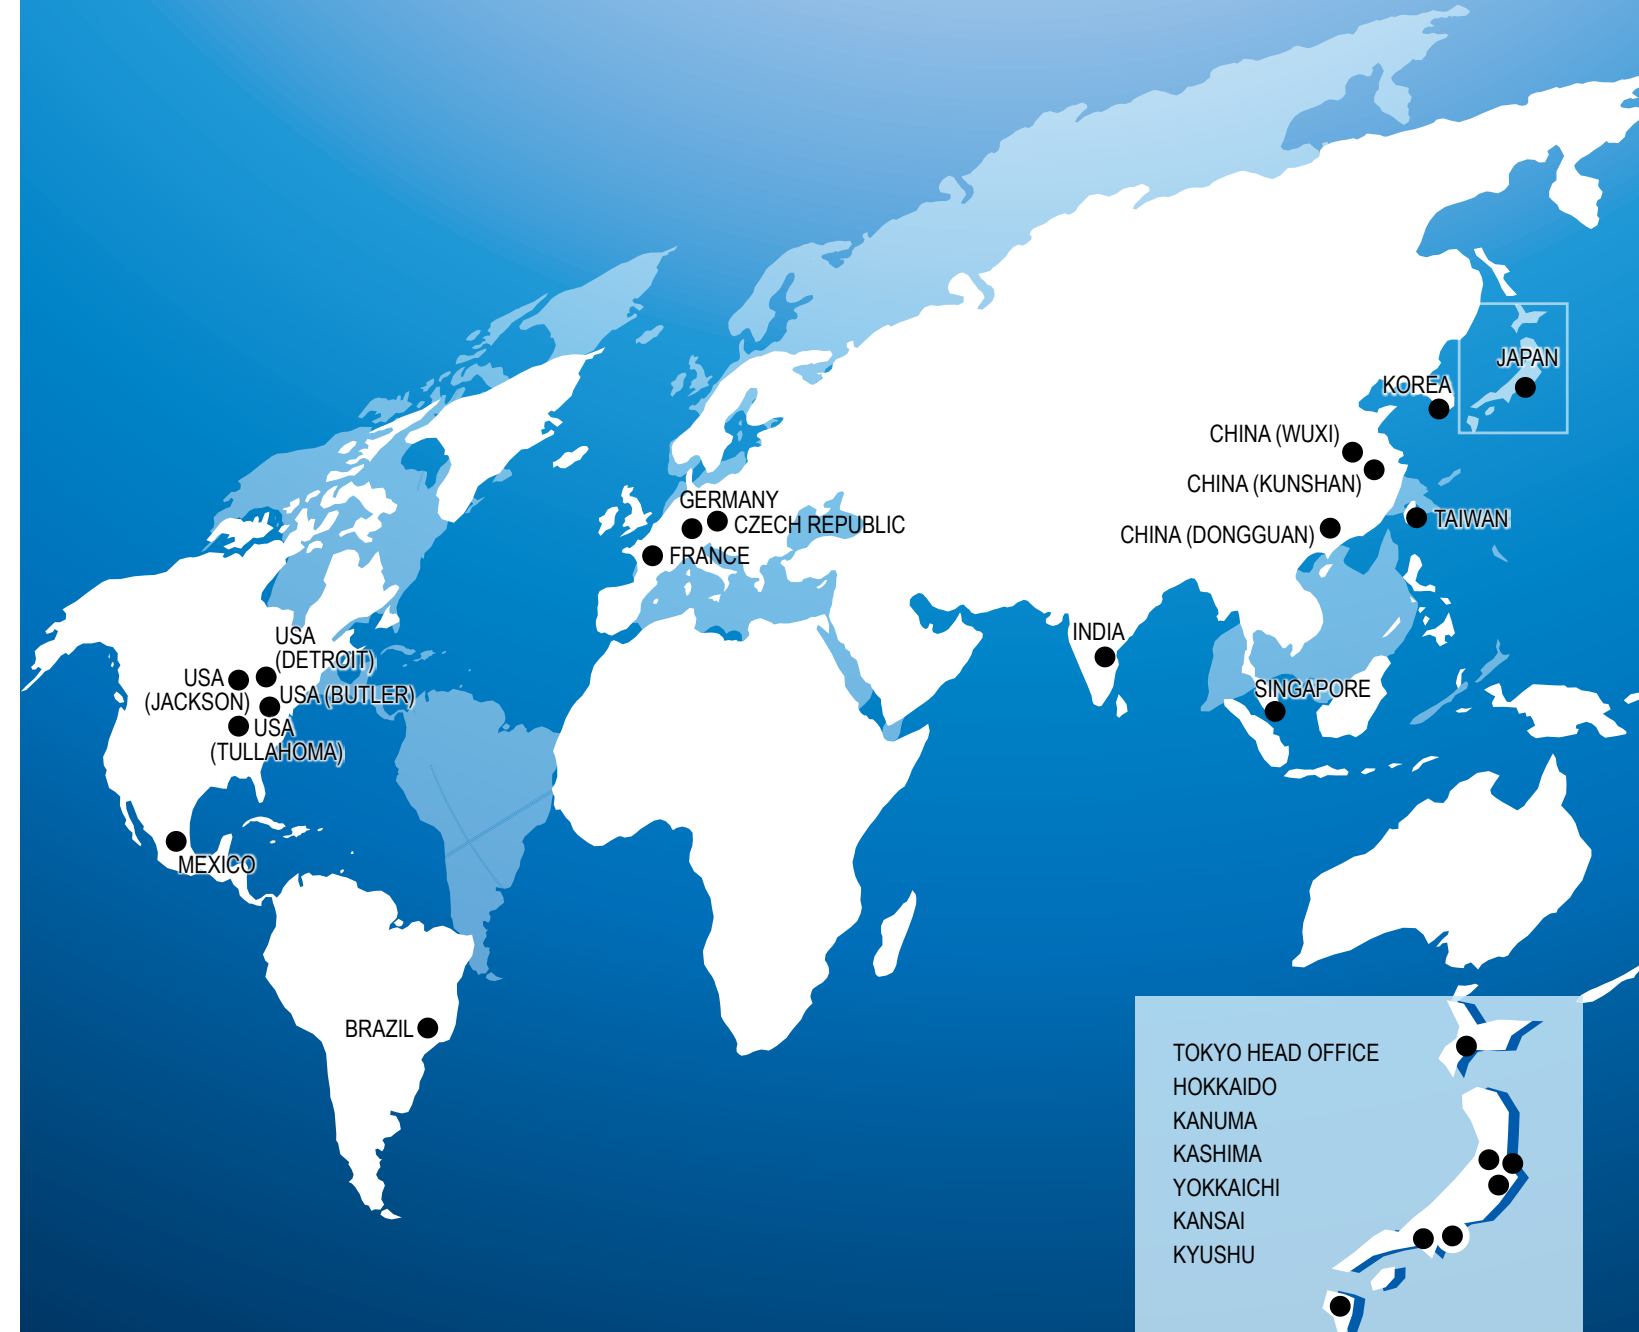 JAPAN
KOREA
CHINA (WUXI)
CHINA (KUNSHAN)
GERMANY
CZECH REPUBLIC
TAIWAN
CHINA (DONGGUAN)
FRANCE
USA
(DETROIT)
INDIA
USA
(JACKSON)
USA (BUTLER)
SINGAPORE
USA
(TULLAHOMA)
MEXICO
BRAZIL
TOKYO HEAD OFFICE
HOKKAIDO
KANUMA
KASHIMA
YOKKAICHI
KANSAI
KYUSHU